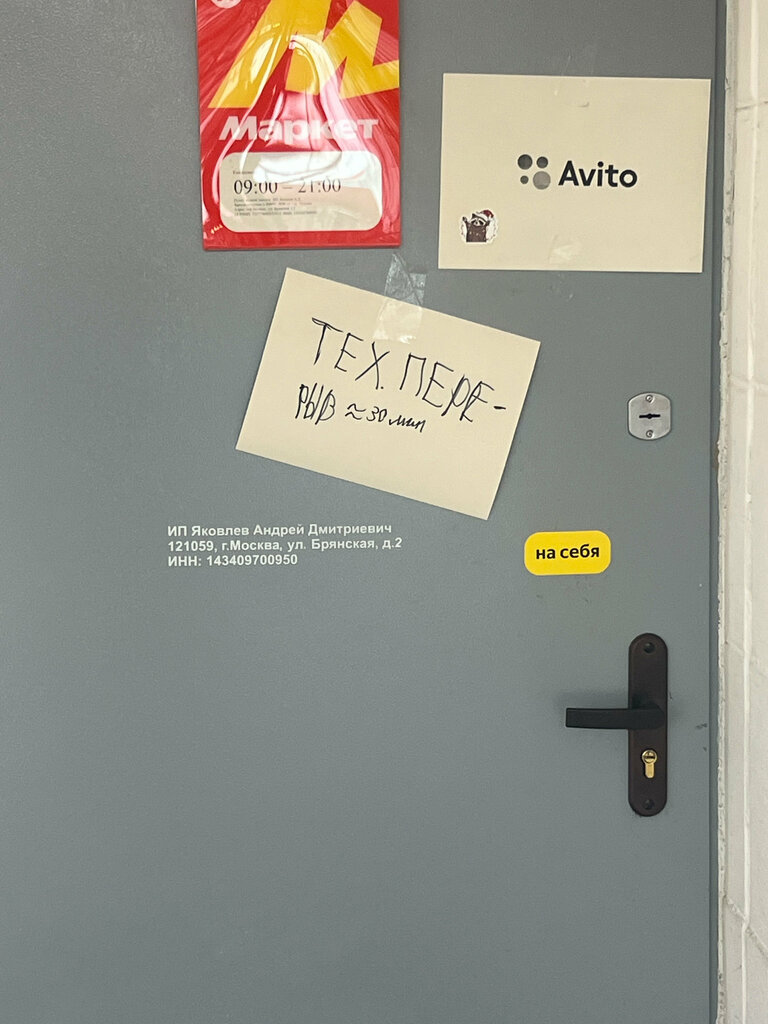 Маркет
09:00 – 21:00
Avito
ТЕХ. ПЕРЕ-
РЫВ ≈ 30 мин
ИП Яковлев Андрей Дмитриевич
121059, г.Москва, ул. Брянская, д.2
ИНН: 143409700950
на себя